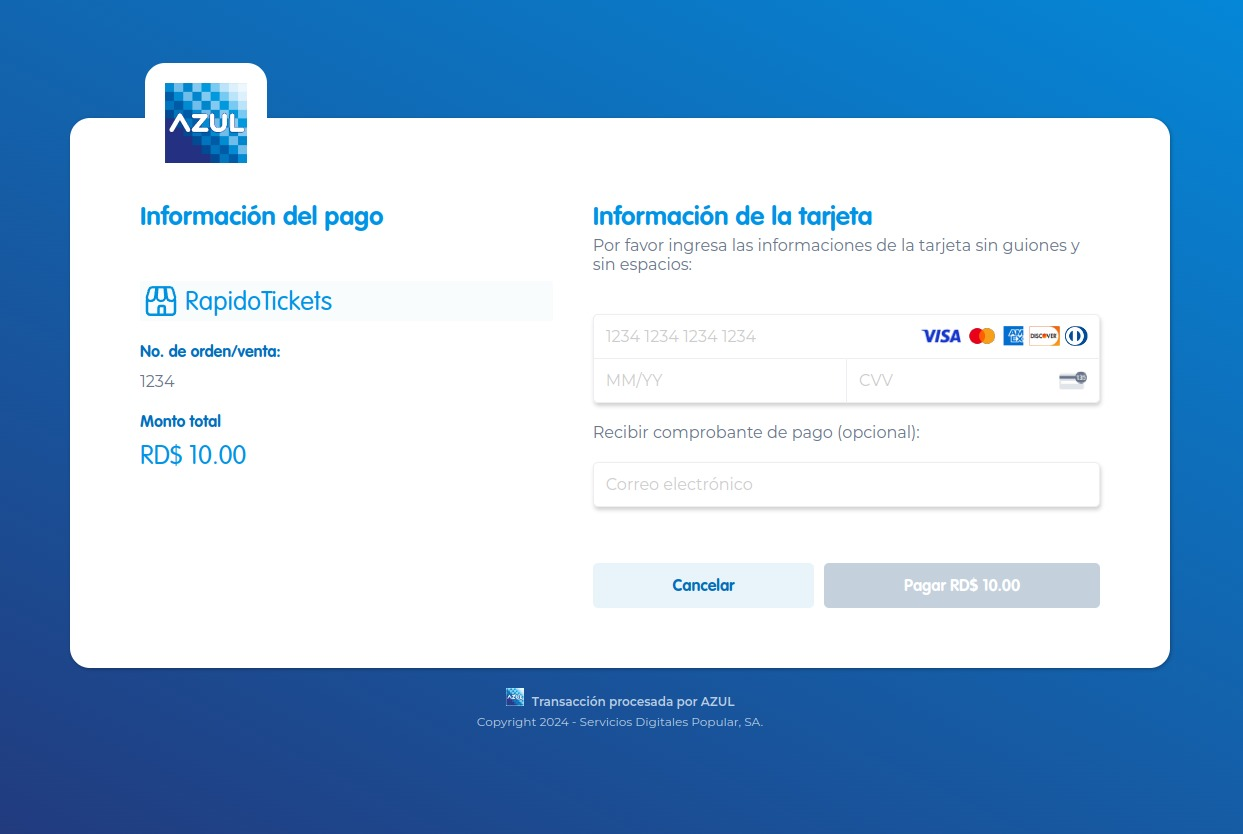 AZUL
Información del pago
RapidoTickets
No. de orden/venta:
1234
Monto total
RD$ 10.00
Información de la tarjeta
Por favor ingresa las informaciones de la tarjeta sin guiones y
sin espacios:
1234 1234 1234 1234 VISA AM EX DISCOVER
MM/YY CVV
Recibir comprobante de pago (opcional):
Correo electrónico
Cancelar Pagar RD$ 10.00
AZUL Transacción procesada por AZUL
Copyright 2024 - Servicios Digitales Popular, SA.